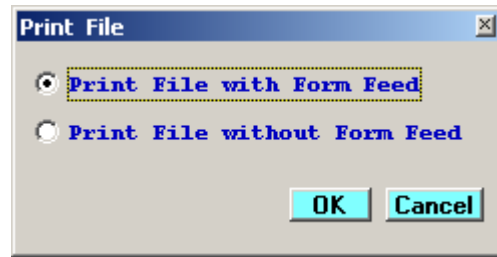 Print File
Print File with Form Feed
Print File without Form Feed
OK Cancel